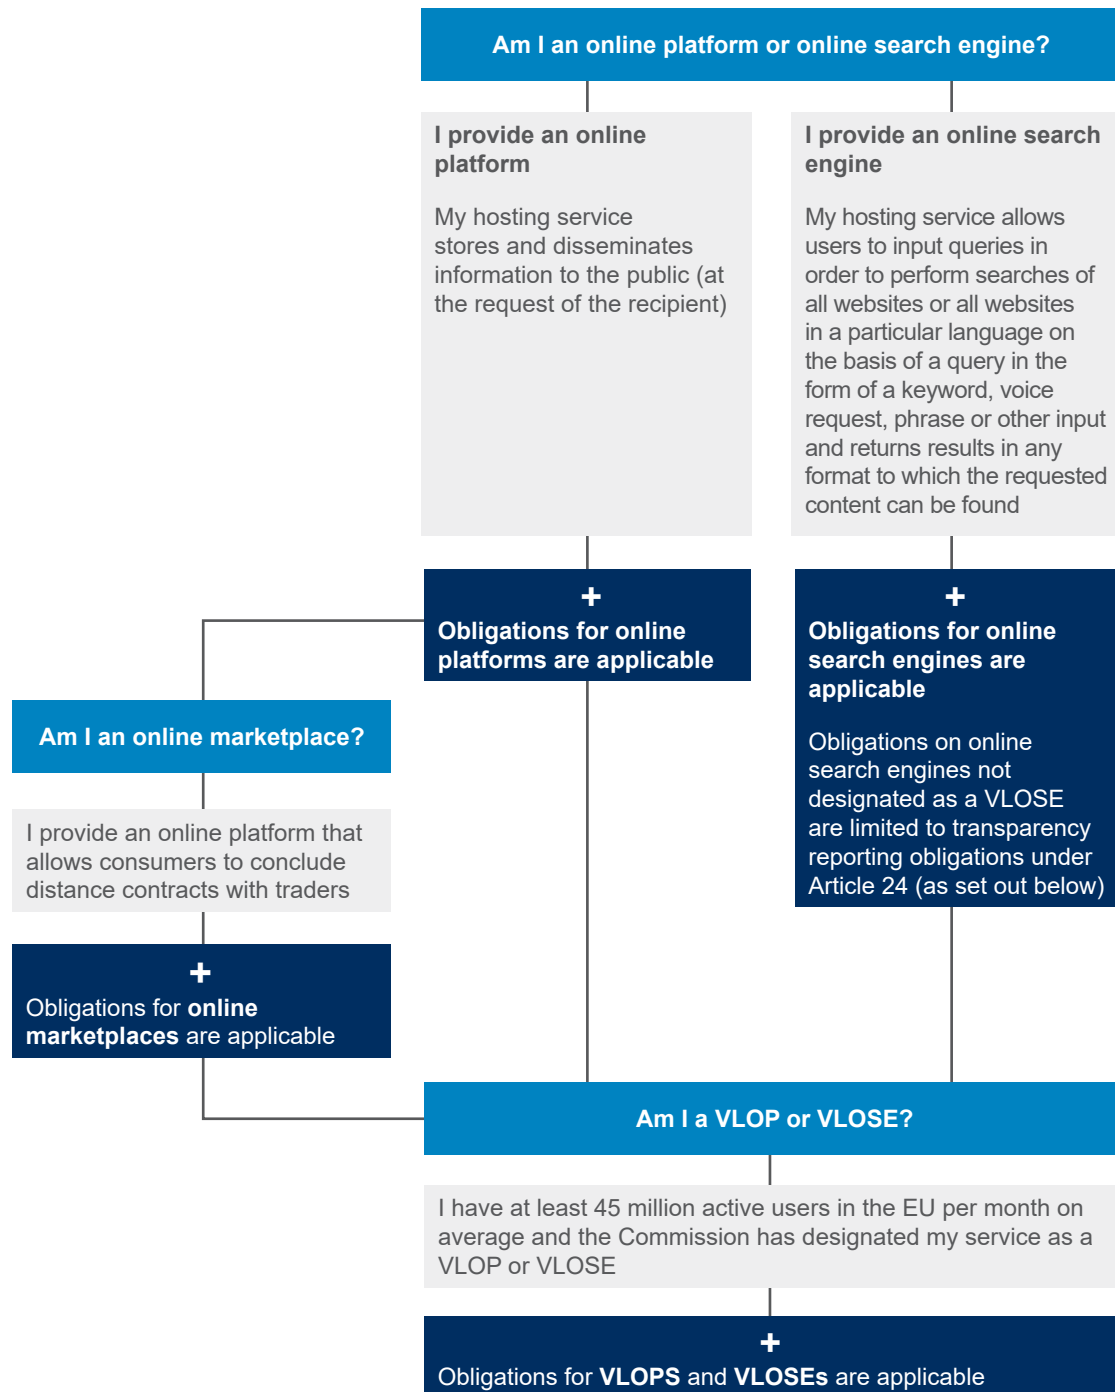 Am I an online platform or online search engine?
I provide an online
platform
My hosting service
stores and disseminates
information to the public (at
the request of the recipient)
I provide an online search
engine
My hosting service allows
users to input queries in
order to perform searches of
all websites or all websites
in a particular language on
the basis of a query in the
form of a keyword, voice
request, phrase or other input
and returns results in any
format to which the requested
content can be found
+
Obligations for online
platforms are applicable
+
Obligations for online
search engines are
applicable
Obligations on online
search engines not
designated as a VLOSE
are limited to transparency
reporting obligations under
Article 24 (as set out below)
Am I an online marketplace?
I provide an online platform that
allows consumers to conclude
distance contracts with traders
+
Obligations for online
marketplaces are applicable
Am I a VLOP or VLOSE?
I have at least 45 million active users in the EU per month on
average and the Commission has designated my service as a
VLOP or VLOSE
+
Obligations for VLOPS and VLOSEs are applicable